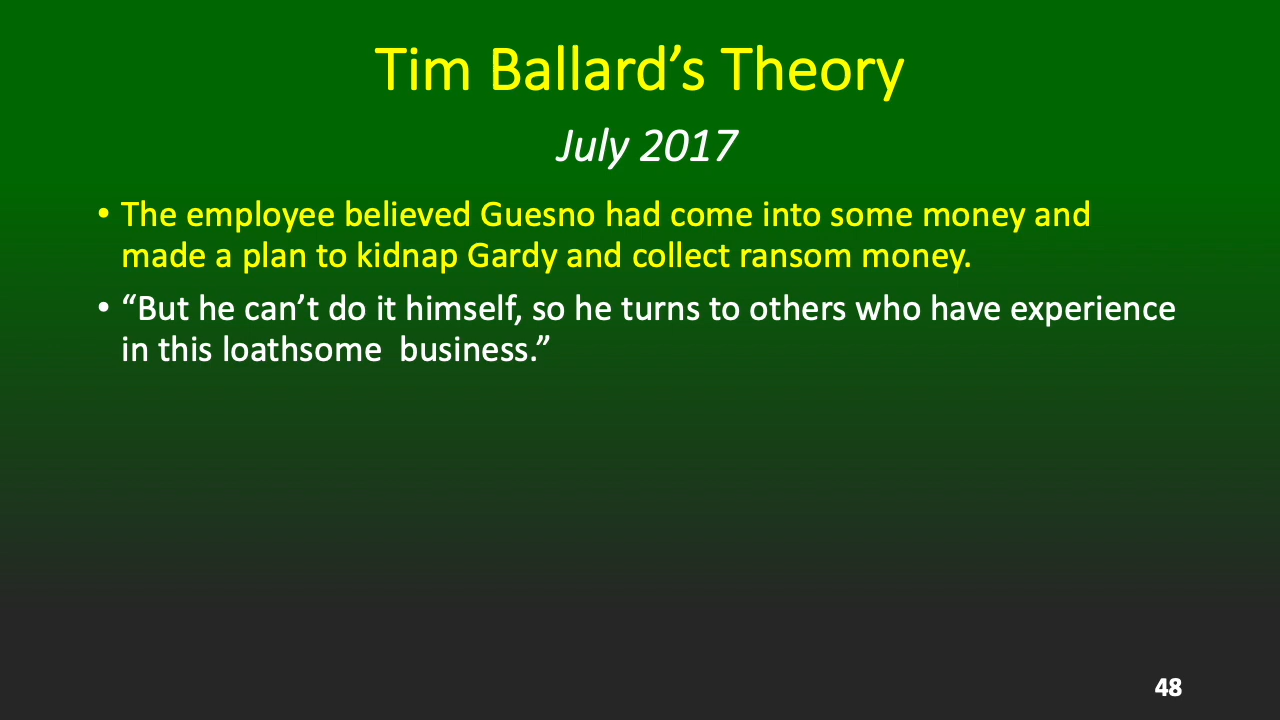 Tim Ballard’s Theory
July 2017
• The employee believed Guesno had come into some money and
made a plan to kidnap Gardy and collect ransom money.
• “But he can’t do it himself, so he turns to others who have experience
in this loathsome  business.”
48